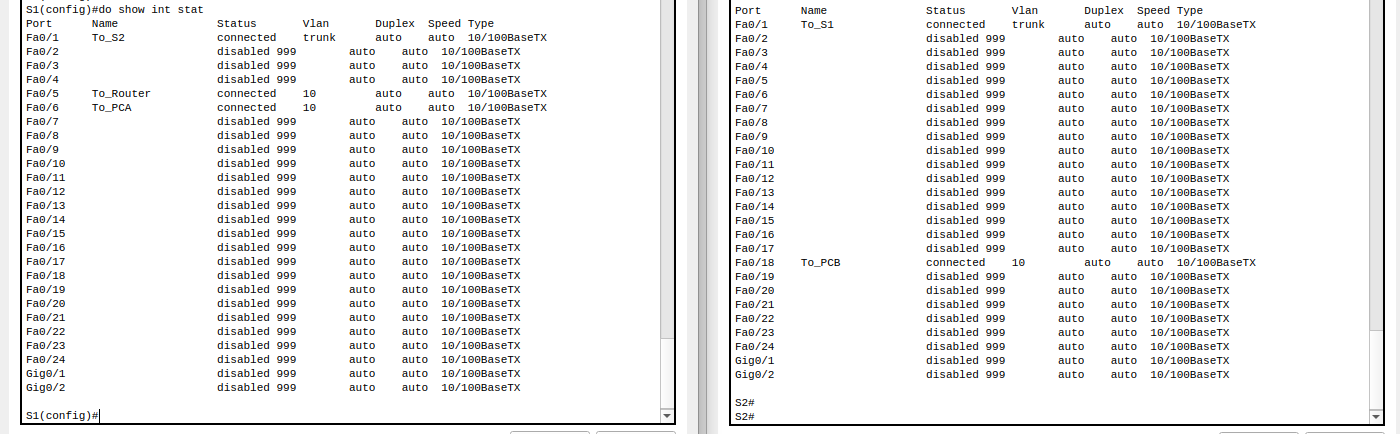 S1(config)#do show int stat
Port Name Status Vlan Duplex Speed Type
Fa0/1 To_S2 connected trunk auto auto 10/100BaseTX
Fa0/2 disabled 999 auto auto 10/100BaseTX
Fa0/3 disabled 999 auto auto 10/100BaseTX
Fa0/4 disabled 999 auto auto 10/100BaseTX
Fa0/5 To_Router connected 10 auto auto 10/100BaseTX
Fa0/6 To_PCA connected 10 auto auto 10/100BaseTX
Fa0/7 disabled 999 auto auto 10/100BaseTX
Fa0/8 disabled 999 auto auto 10/100BaseTX
Fa0/9 disabled 999 auto auto 10/100BaseTX
Fa0/10 disabled 999 auto auto 10/100BaseTX
Fa0/11 disabled 999 auto auto 10/100BaseTX
Fa0/12 disabled 999 auto auto 10/100BaseTX
Fa0/13 disabled 999 auto auto 10/100BaseTX
Fa0/14 disabled 999 auto auto 10/100BaseTX
Fa0/15 disabled 999 auto auto 10/100BaseTX
Fa0/16 disabled 999 auto auto 10/100BaseTX
Fa0/17 disabled 999 auto auto 10/100BaseTX
Fa0/18 disabled 999 auto auto 10/100BaseTX
Fa0/19 disabled 999 auto auto 10/100BaseTX
Fa0/20 disabled 999 auto auto 10/100BaseTX
Fa0/21 disabled 999 auto auto 10/100BaseTX
Fa0/22 disabled 999 auto auto 10/100BaseTX
Fa0/23 disabled 999 auto auto 10/100BaseTX
Fa0/24 disabled 999 auto auto 10/100BaseTX
Gig0/1 disabled 999 auto auto 10/100BaseTX
Gig0/2 disabled 999 auto auto 10/100BaseTX
S1(config)#
Port Name Status Vlan Duplex Speed Type
Fa0/1 To_S1 connected trunk auto auto 10/100BaseTX
Fa0/2 disabled 999 auto auto 10/100BaseTX
Fa0/3 disabled 999 auto auto 10/100BaseTX
Fa0/4 disabled 999 auto auto 10/100BaseTX
Fa0/5 disabled 999 auto auto 10/100BaseTX
Fa0/6 disabled 999 auto auto 10/100BaseTX
Fa0/7 disabled 999 auto auto 10/100BaseTX
Fa0/8 disabled 999 auto auto 10/100BaseTX
Fa0/9 disabled 999 auto auto 10/100BaseTX
Fa0/10 disabled 999 auto auto 10/100BaseTX
Fa0/11 disabled 999 auto auto 10/100BaseTX
Fa0/12 disabled 999 auto auto 10/100BaseTX
Fa0/13 disabled 999 auto auto 10/100BaseTX
Fa0/14 disabled 999 auto auto 10/100BaseTX
Fa0/15 disabled 999 auto auto 10/100BaseTX
Fa0/16 disabled 999 auto auto 10/100BaseTX
Fa0/17 disabled 999 auto auto 10/100BaseTX
Fa0/18 To_PCB connected 10 auto auto 10/100BaseTX
Fa0/19 disabled 999 auto auto 10/100BaseTX
Fa0/20 disabled 999 auto auto 10/100BaseTX
Fa0/21 disabled 999 auto auto 10/100BaseTX
Fa0/22 disabled 999 auto auto 10/100BaseTX
Fa0/23 disabled 999 auto auto 10/100BaseTX
Fa0/24 disabled 999 auto auto 10/100BaseTX
Gig0/1 disabled 999 auto auto 10/100BaseTX
Gig0/2 disabled 999 auto auto 10/100BaseTX
S2#
S2#